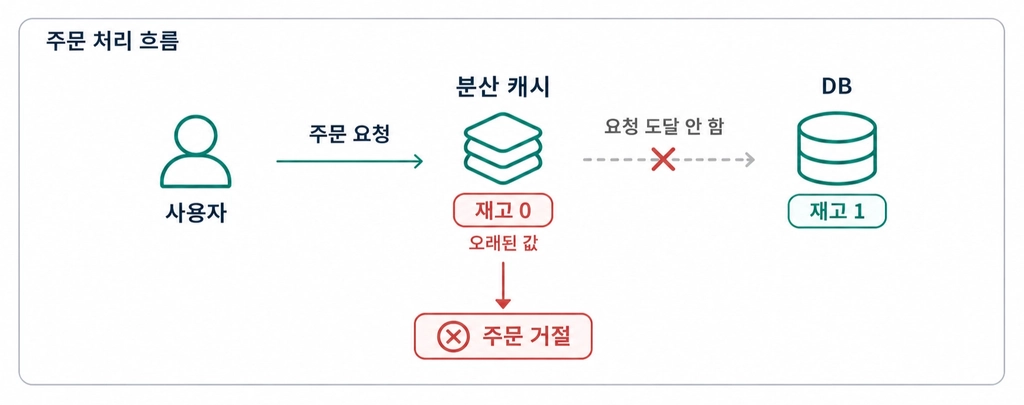 주문 처리 흐름
분산 캐시
DB
주문 요청
요청 도달 안 함
사용자
재고 0
재고 1
오래된 값
주문 거절